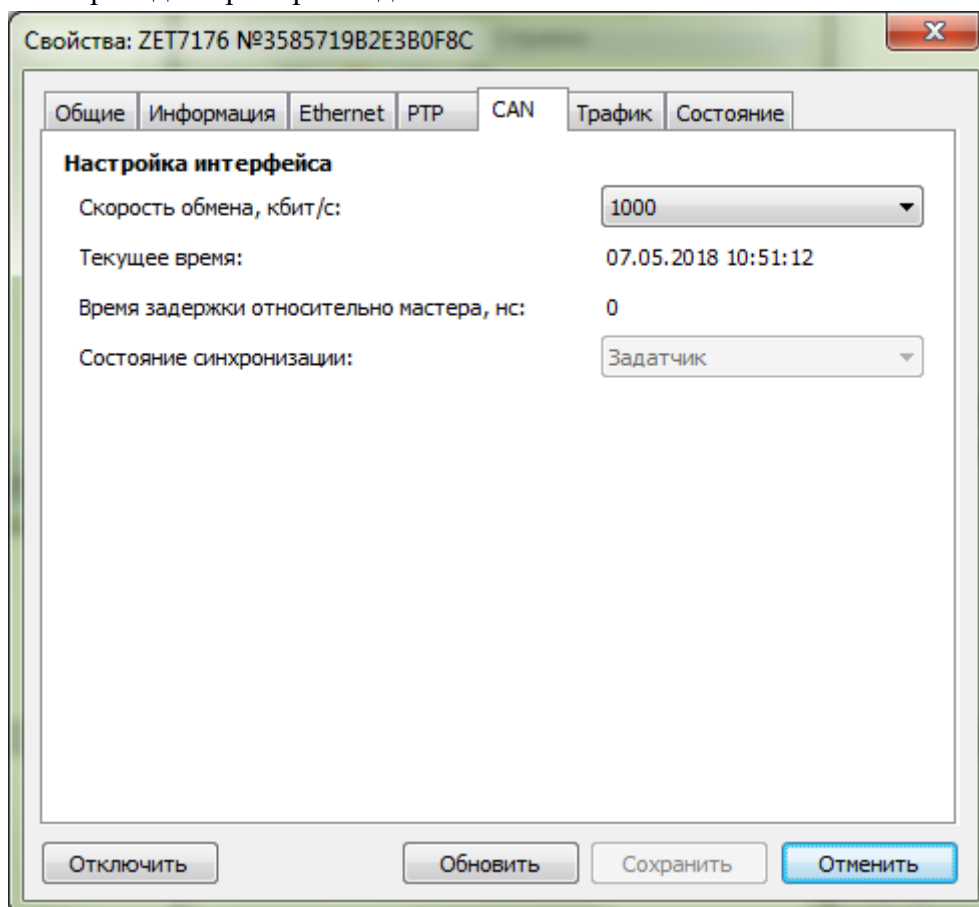 Свойства: ZET7176 №3585719B2E3B0F8C
Общие Информация Ethernet PTP CAN Трафик Состояние
Настройка интерфейса
Скорость обмена, кбит/с: 1000
Текущее время: 07.05.2018 10:51:12
Время задержки относительно мастера, нс: 0
Состояние синхронизации: Задатчик
Отключить Обновить Сохранить Отменить